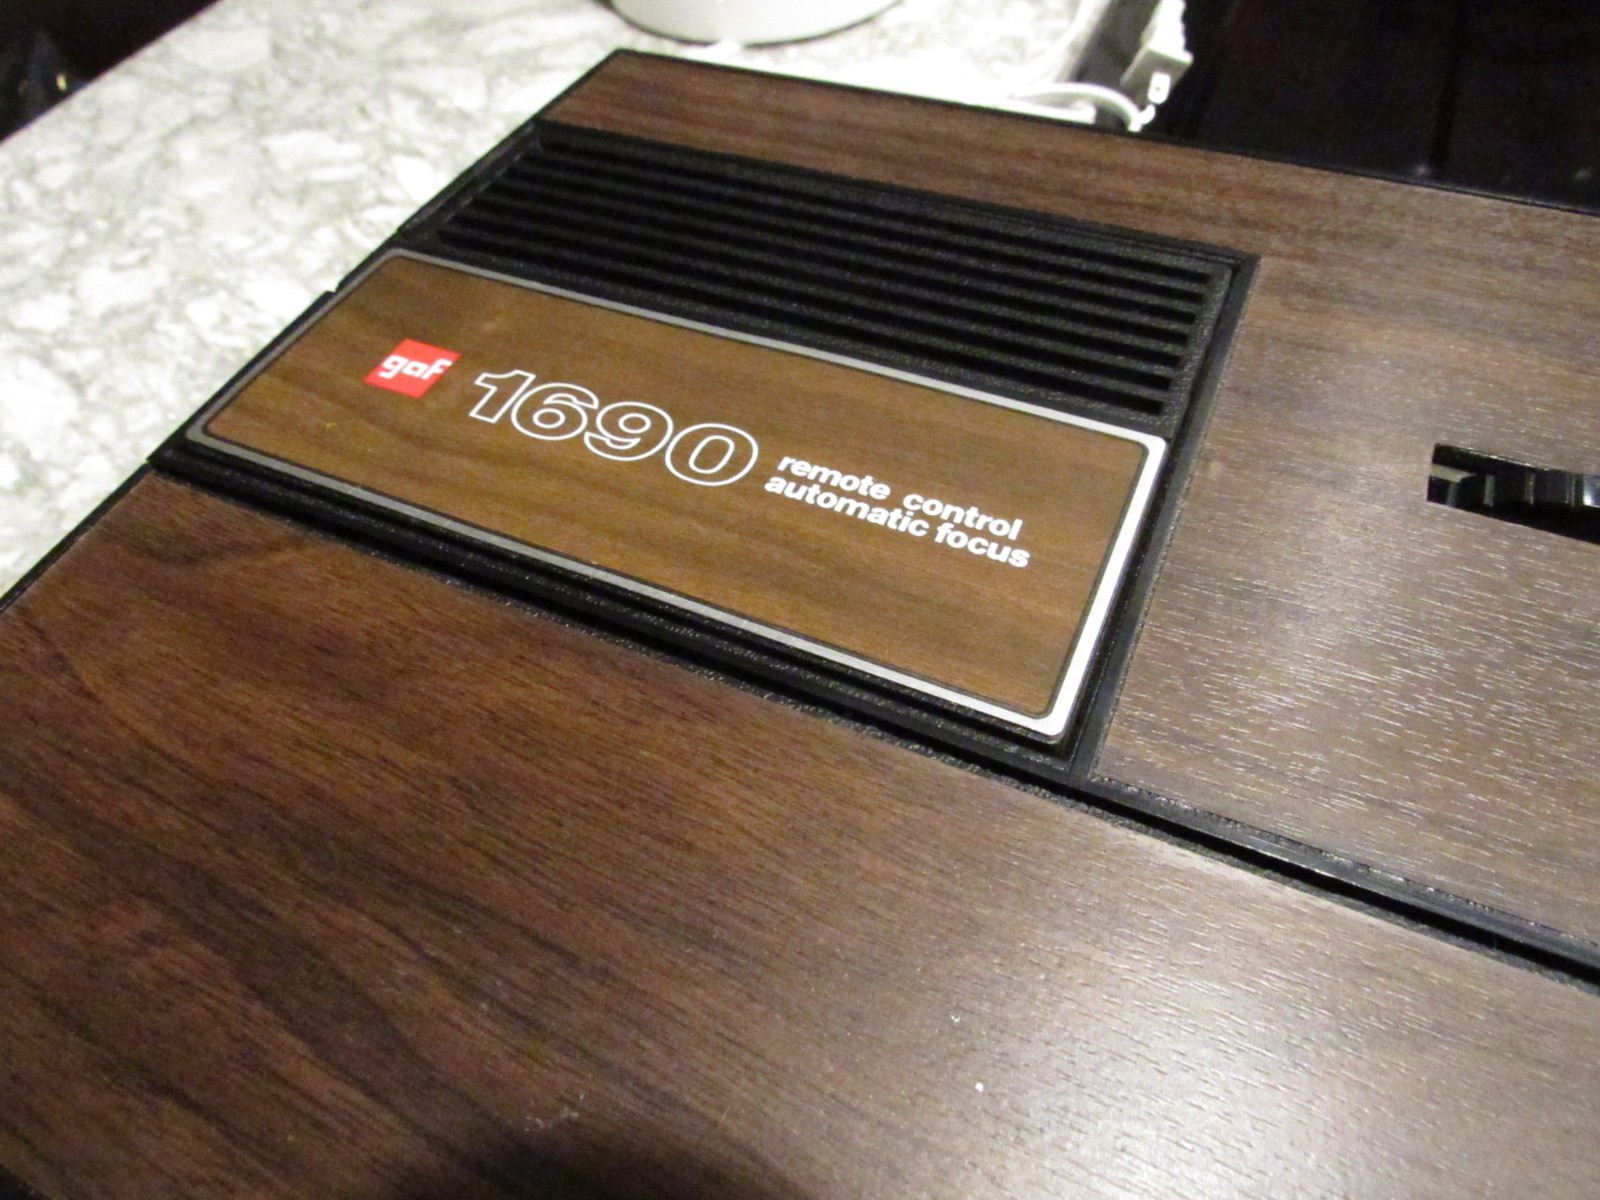 gaf
1690
remote control
automatic focus